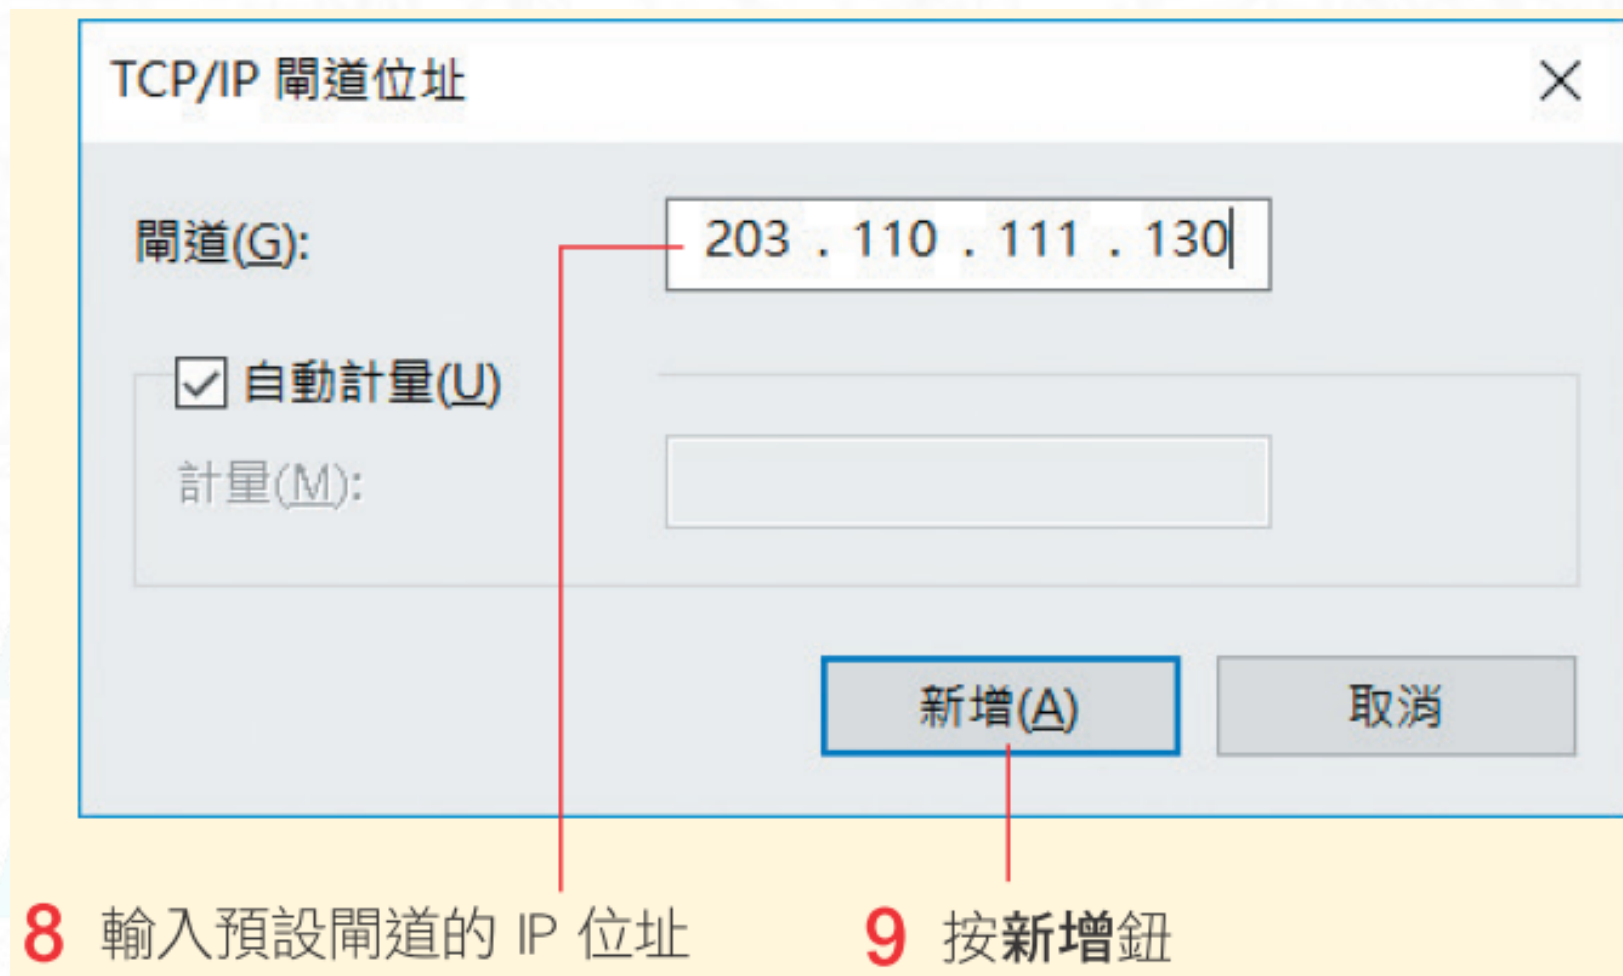 TCP/IP 閘道位址
閘道(G):
203 . 110 . 111 . 130
自動計量(U)
計量(M):
新增(A) 取消
8 輸入預設閘道的 IP 位址 9 按新增鈕